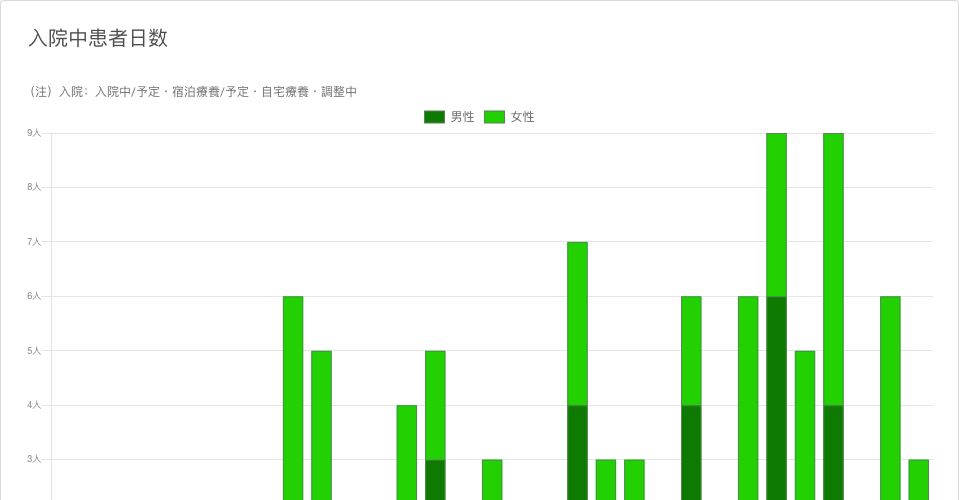 入院中患者日数
（注）入院：入院中/予定・宿泊療養/予定・自宅療養・調整中
男性 女性
9人
8人
7人
6人
5人
4人
3人